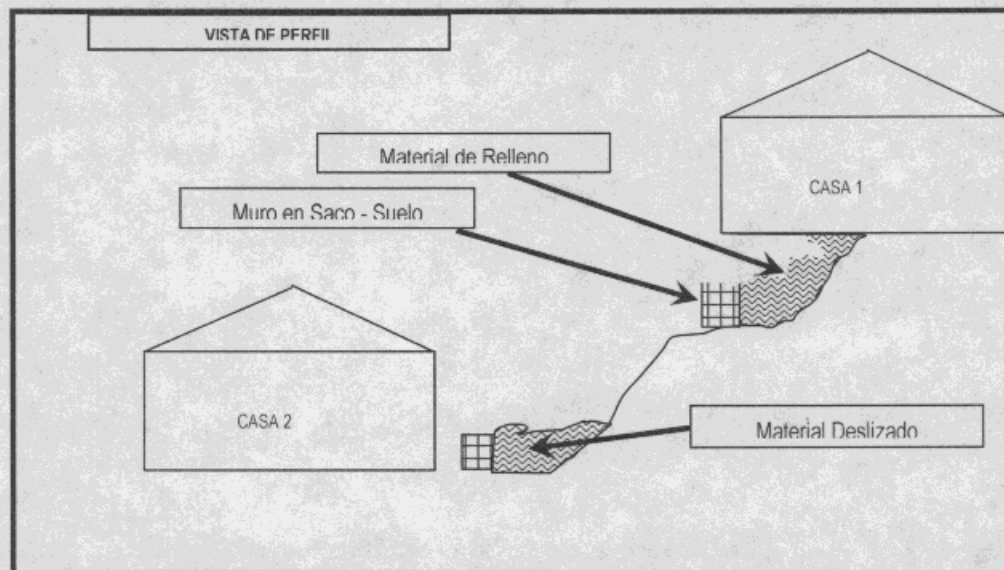 VISTA DE PERFIL
Material de Relleno
CASA 1
Muro en Saco - Suelo
CASA 2
Material Deslizado